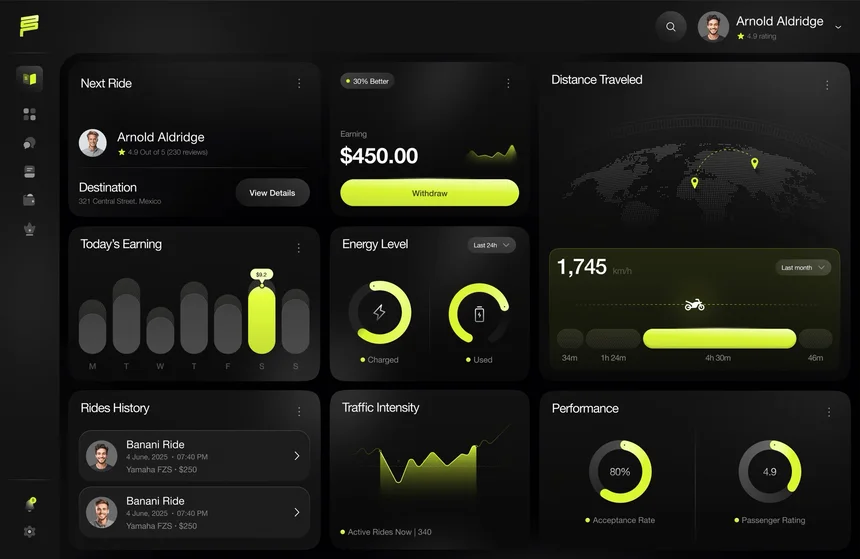 Arnold Aldridge
4.9 rating
Next Ride
Arnold Aldridge
4.9 Out of 5 (230 reviews)
Destination
321 Central Street, Mexico
View Details
30% Better
Earning
$450.00
Withdraw
Distance Traveled
1,745 km/h
Last month
34m 1h 24m 4h 30m 46m
Today's Earning
$9.2
M T W T F S S
Energy Level
Last 24h
Charged
Used
Rides History
Banani Ride
4 June, 2025 • 07:40 PM
Yamaha FZS • $250
Banani Ride
4 June, 2025 • 07:40 PM
Yamaha FZS • $250
Traffic Intensity
Active Rides Now | 340
Performance
80%
Acceptance Rate
4.9
Passenger Rating